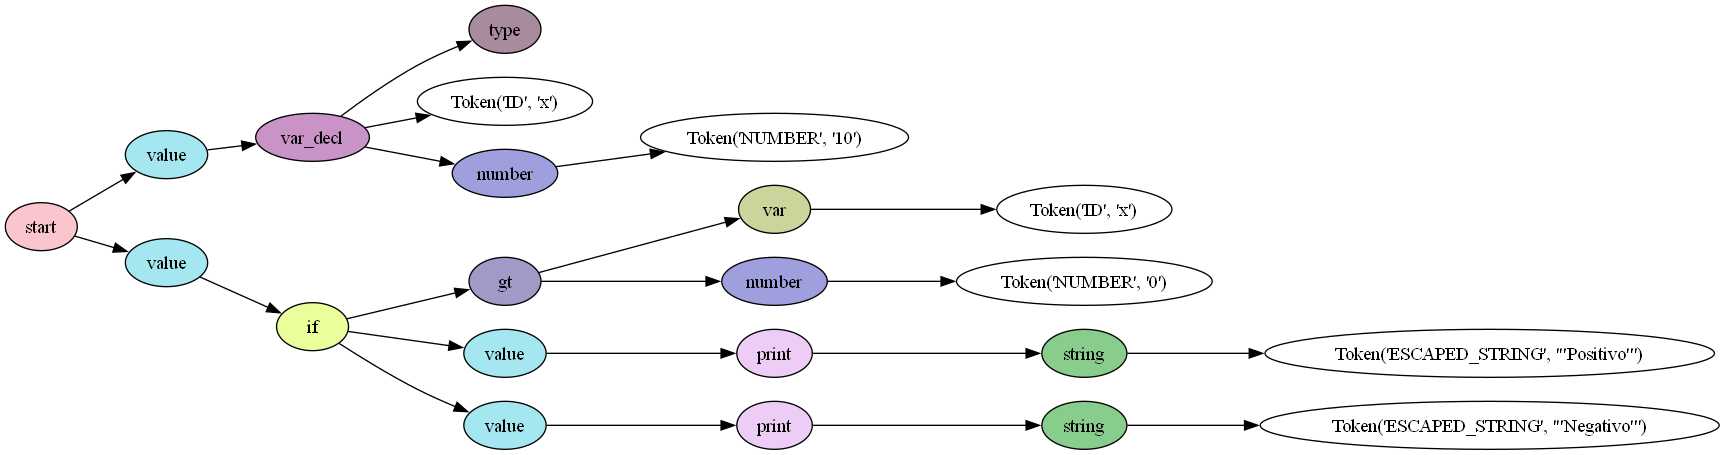 type
Token('ID', 'x')
var_decl
Token('NUMBER', '10')
value
number
var
Token('ID', 'x')
start
value
gt
number
Token('NUMBER', '0')
if
value
print
string
Token('ESCAPED_STRING', '"Positivo"')
value
print
string
Token('ESCAPED_STRING', '"Negativo"')